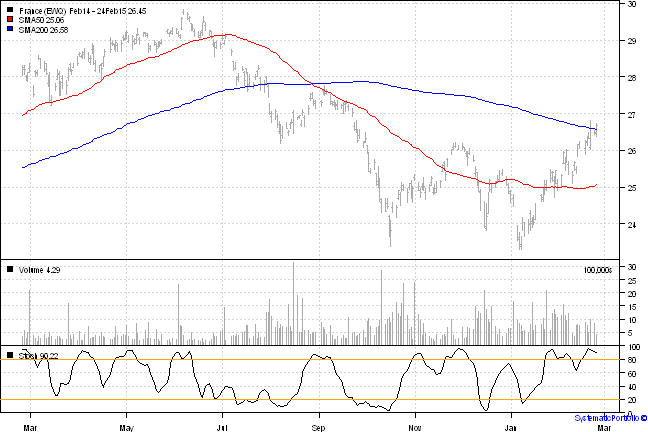 France (EWQ) Feb14 - 24Feb15 26.45
SMA50 25.06
SMA200 26.58
30
29
28
27
26
25
24
Volume 4.29
100,000s
30
25
20
15
10
5
Stoch 90.22
100
80
60
40
20
0
SystematicPortfolio ©
Mar May Jul Sep Nov Jan Mar